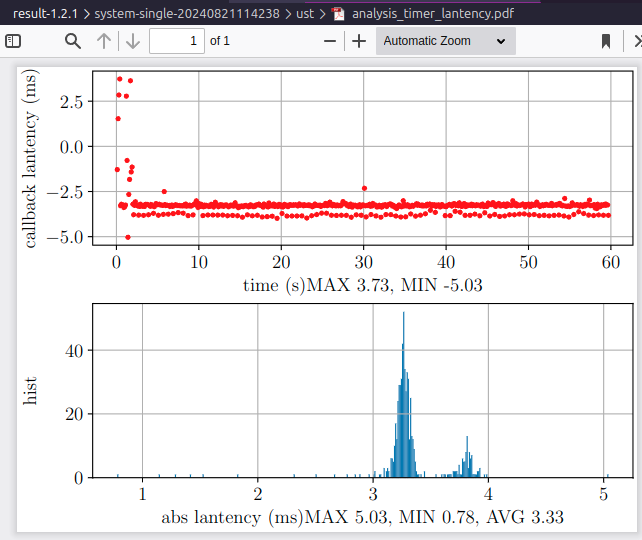 result-1.2.1 > system-single-20240821114238 > ust > analysis_timer_lantency.pdf
1 of 1 − + Automatic Zoom
callback lantency (ms)
2.5
0.0
−2.5
−5.0
0 10 20 30 40 50 60
time (s)MAX 3.73, MIN -5.03
hist
40
20
0
1 2 3 4 5
abs lantency (ms)MAX 5.03, MIN 0.78, AVG 3.33